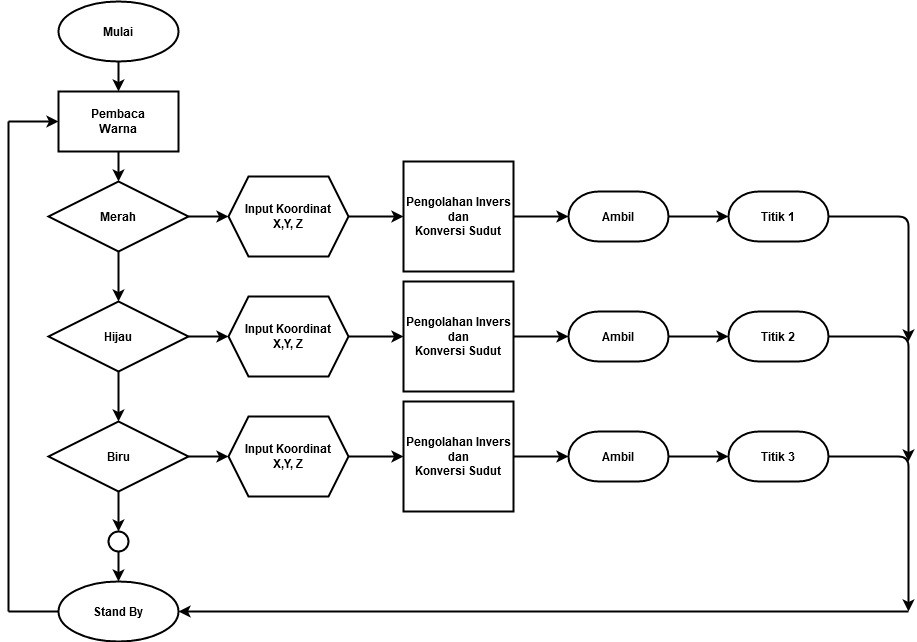 Mulai
Pembaca
Warna
Merah
Input Koordinat
X,Y, Z
Pengolahan Invers
dan
Konversi Sudut
Ambil
Titik 1
Hijau
Input Koordinat
X,Y, Z
Pengolahan Invers
dan
Konversi Sudut
Ambil
Titik 2
Biru
Input Koordinat
X,Y, Z
Pengolahan Invers
dan
Konversi Sudut
Ambil
Titik 3
Stand By